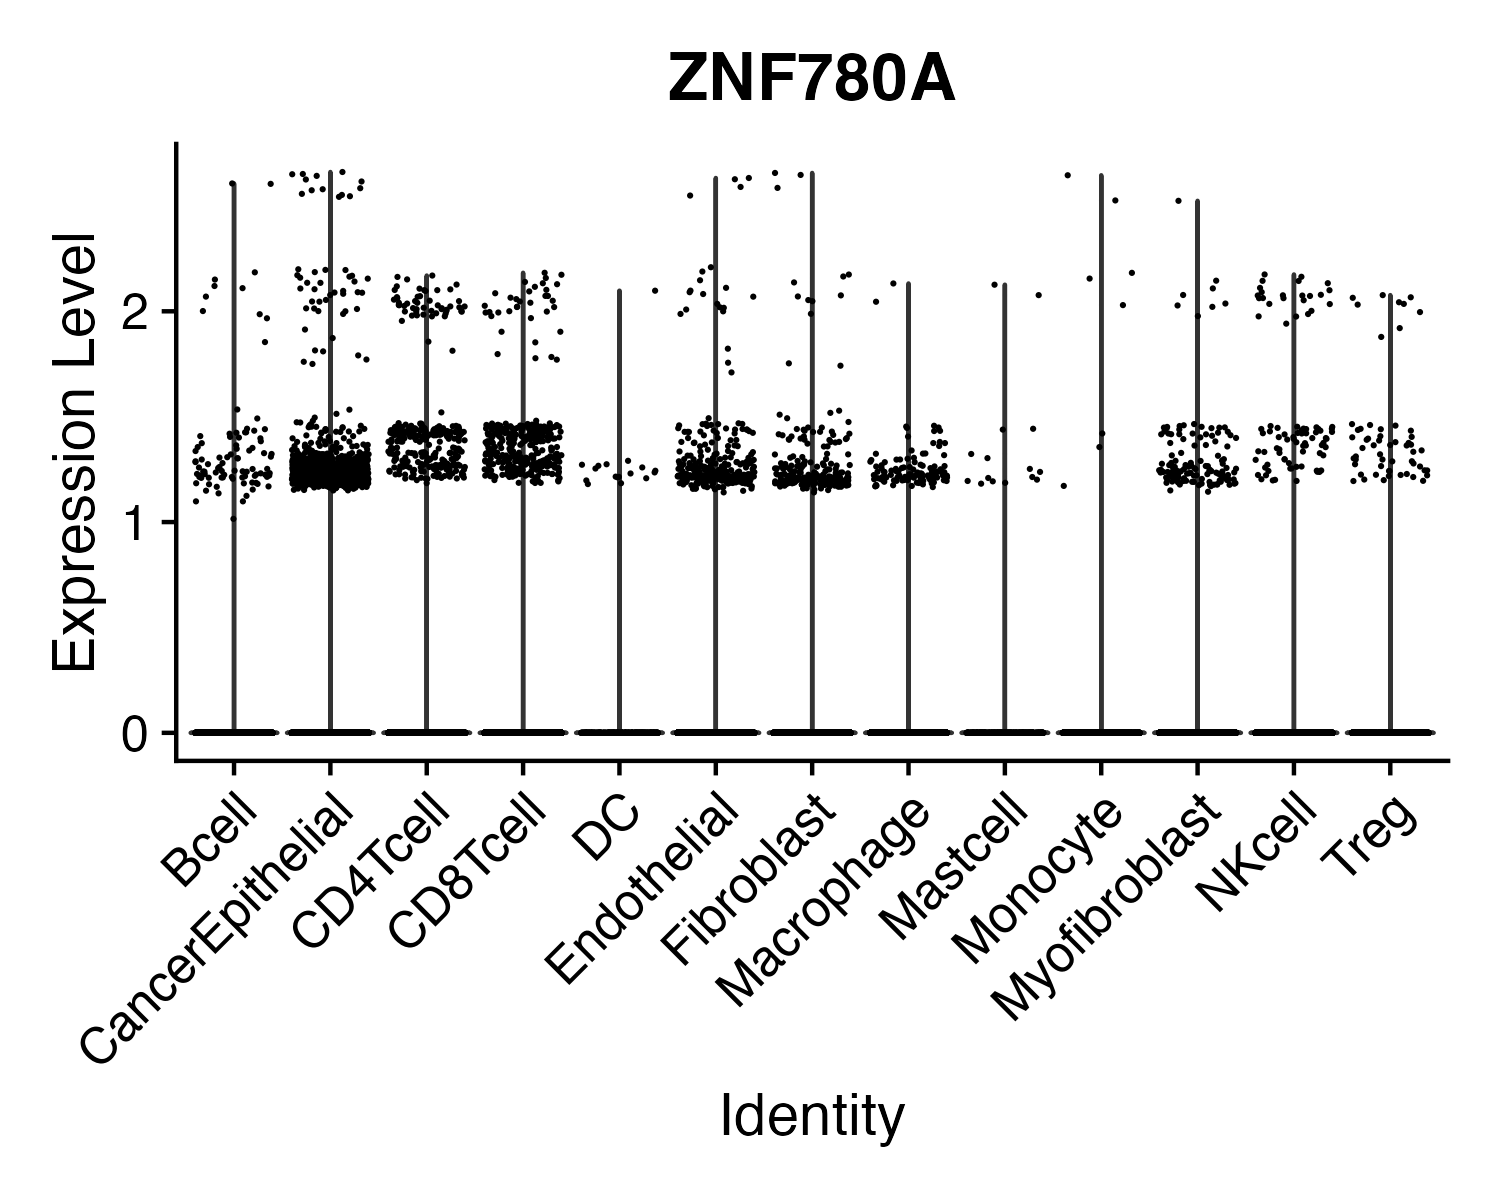 ZNF780A
Expression Level
2
1
0
Bcell
CancerEpithelial
CD4Tcell
CD8Tcell
DC
Endothelial
Fibroblast
Macrophage
Mastcell
Monocyte
Myofibroblast
NKcell
Treg
Identity